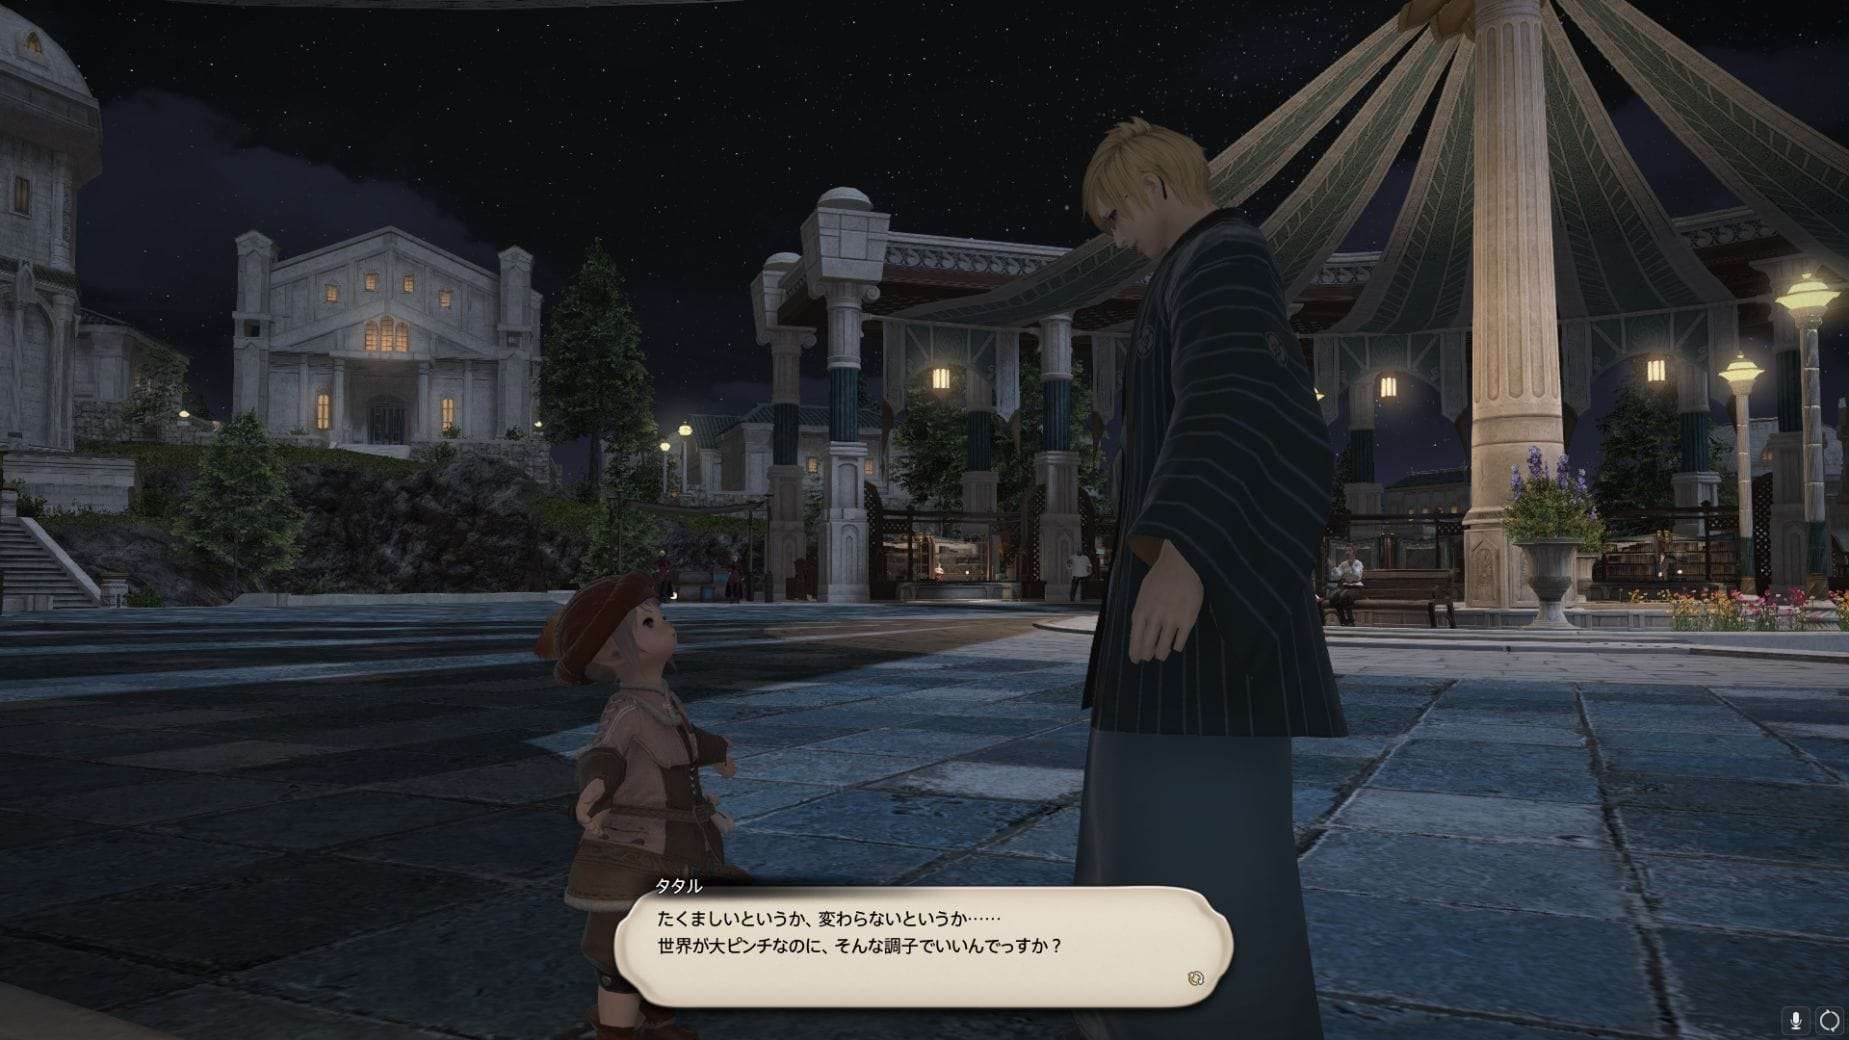 タタル
たくましいというか、変わらないというか……
世界が大ピンチなのに、そんな調子でいいんでっすか？